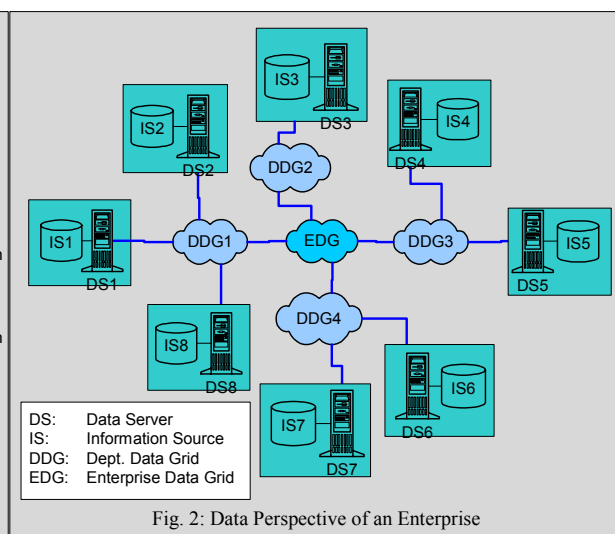 IS3
DS3
IS2
DS2
IS4
DS4
DDG2
IS1
DS1
DDG1
EDG
DDG3
IS5
DS5
DDG4
IS8
DS8
IS6
DS6
IS7
DS7
DS: Data Server
IS: Information Source
DDG: Dept. Data Grid
EDG: Enterprise Data Grid
Fig. 2: Data Perspective of an Enterprise